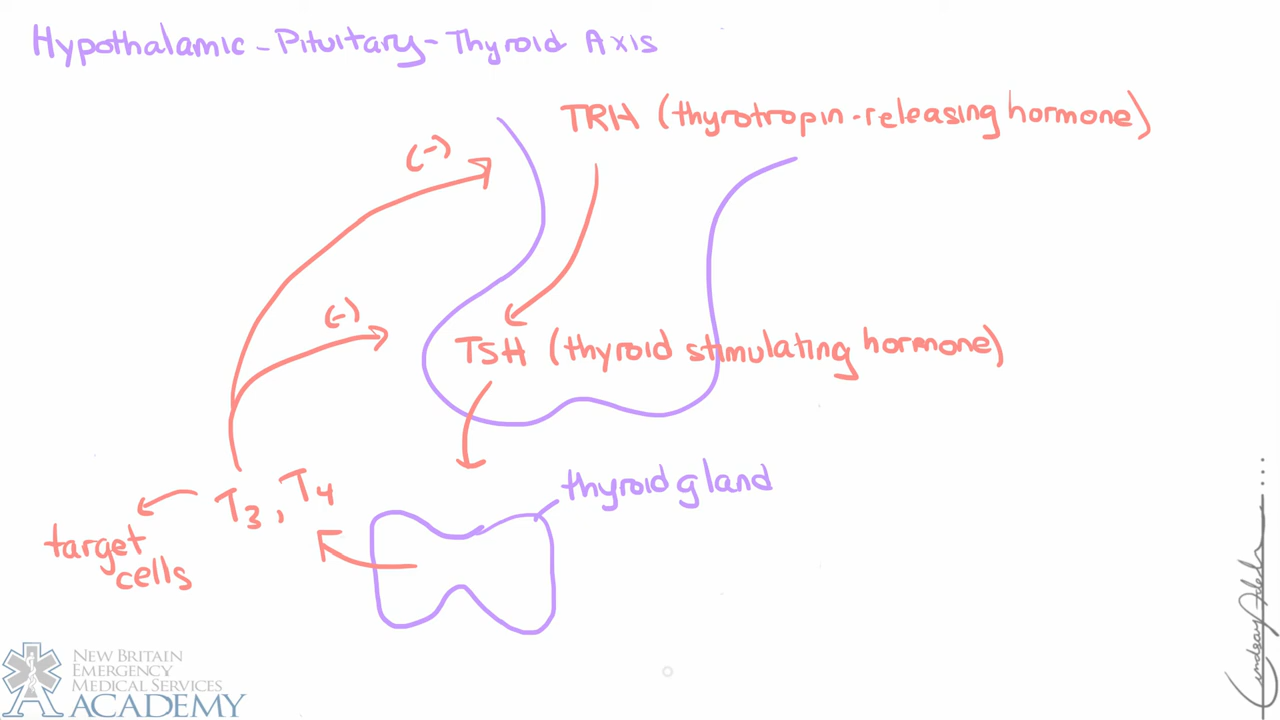 Hypothalamic - Pituitary - Thyroid Axis
TRH (thyrotropin-releasing hormone)
(-)
(-)
TSH (thyroid stimulating hormone)
thyroid gland
T3, T4
target
cells
NEW BRITAIN
EMERGENCY
MEDICAL SERVICES
ACADEMY